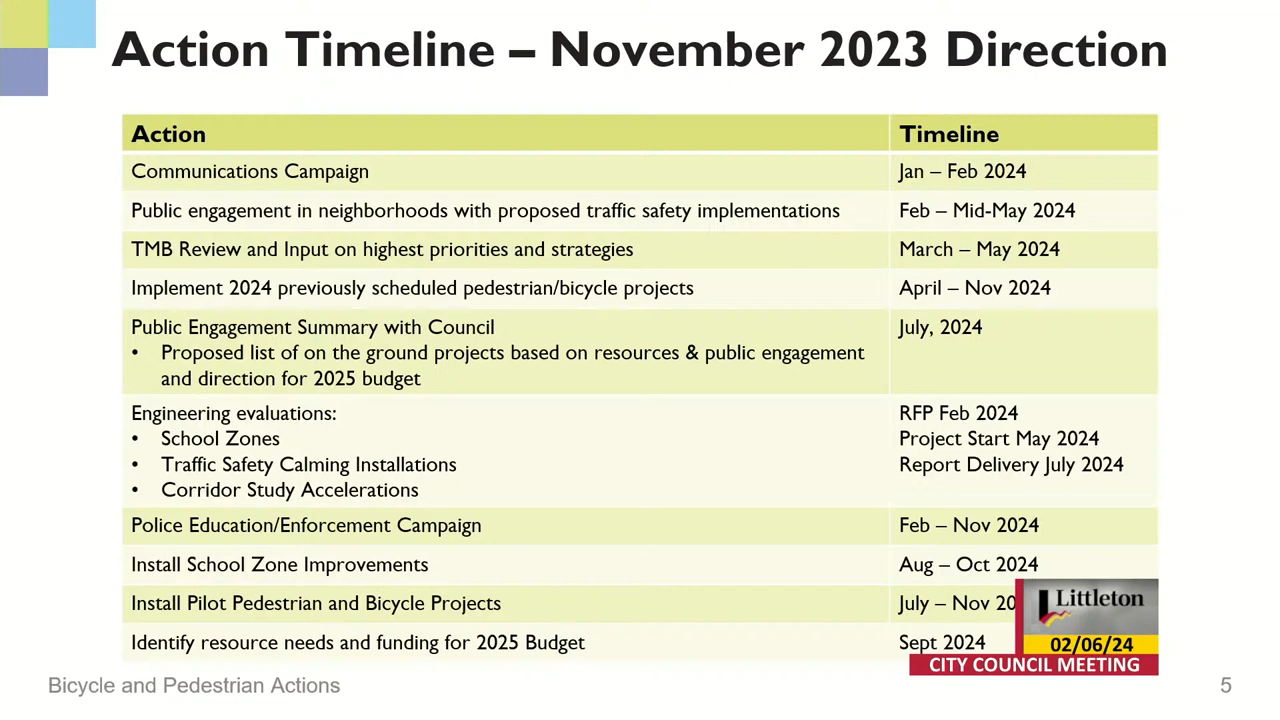 Action Timeline – November 2023 Direction
Action Timeline
Communications Campaign Jan – Feb 2024
Public engagement in neighborhoods with proposed traffic safety implementations Feb – Mid-May 2024
TMB Review and Input on highest priorities and strategies March – May 2024
Implement 2024 previously scheduled pedestrian/bicycle projects April – Nov 2024
Public Engagement Summary with Council July, 2024
• Proposed list of on the ground projects based on resources & public engagement
and direction for 2025 budget
Engineering evaluations: RFP Feb 2024
• School Zones Project Start May 2024
• Traffic Safety Calming Installations Report Delivery July 2024
• Corridor Study Accelerations
Police Education/Enforcement Campaign Feb – Nov 2024
Install School Zone Improvements Aug – Oct 2024
Install Pilot Pedestrian and Bicycle Projects July – Nov
Identify resource needs and funding for 2025 Budget Sept 2024
Littleton
02/06/24
CITY COUNCIL MEETING
Bicycle and Pedestrian Actions 5